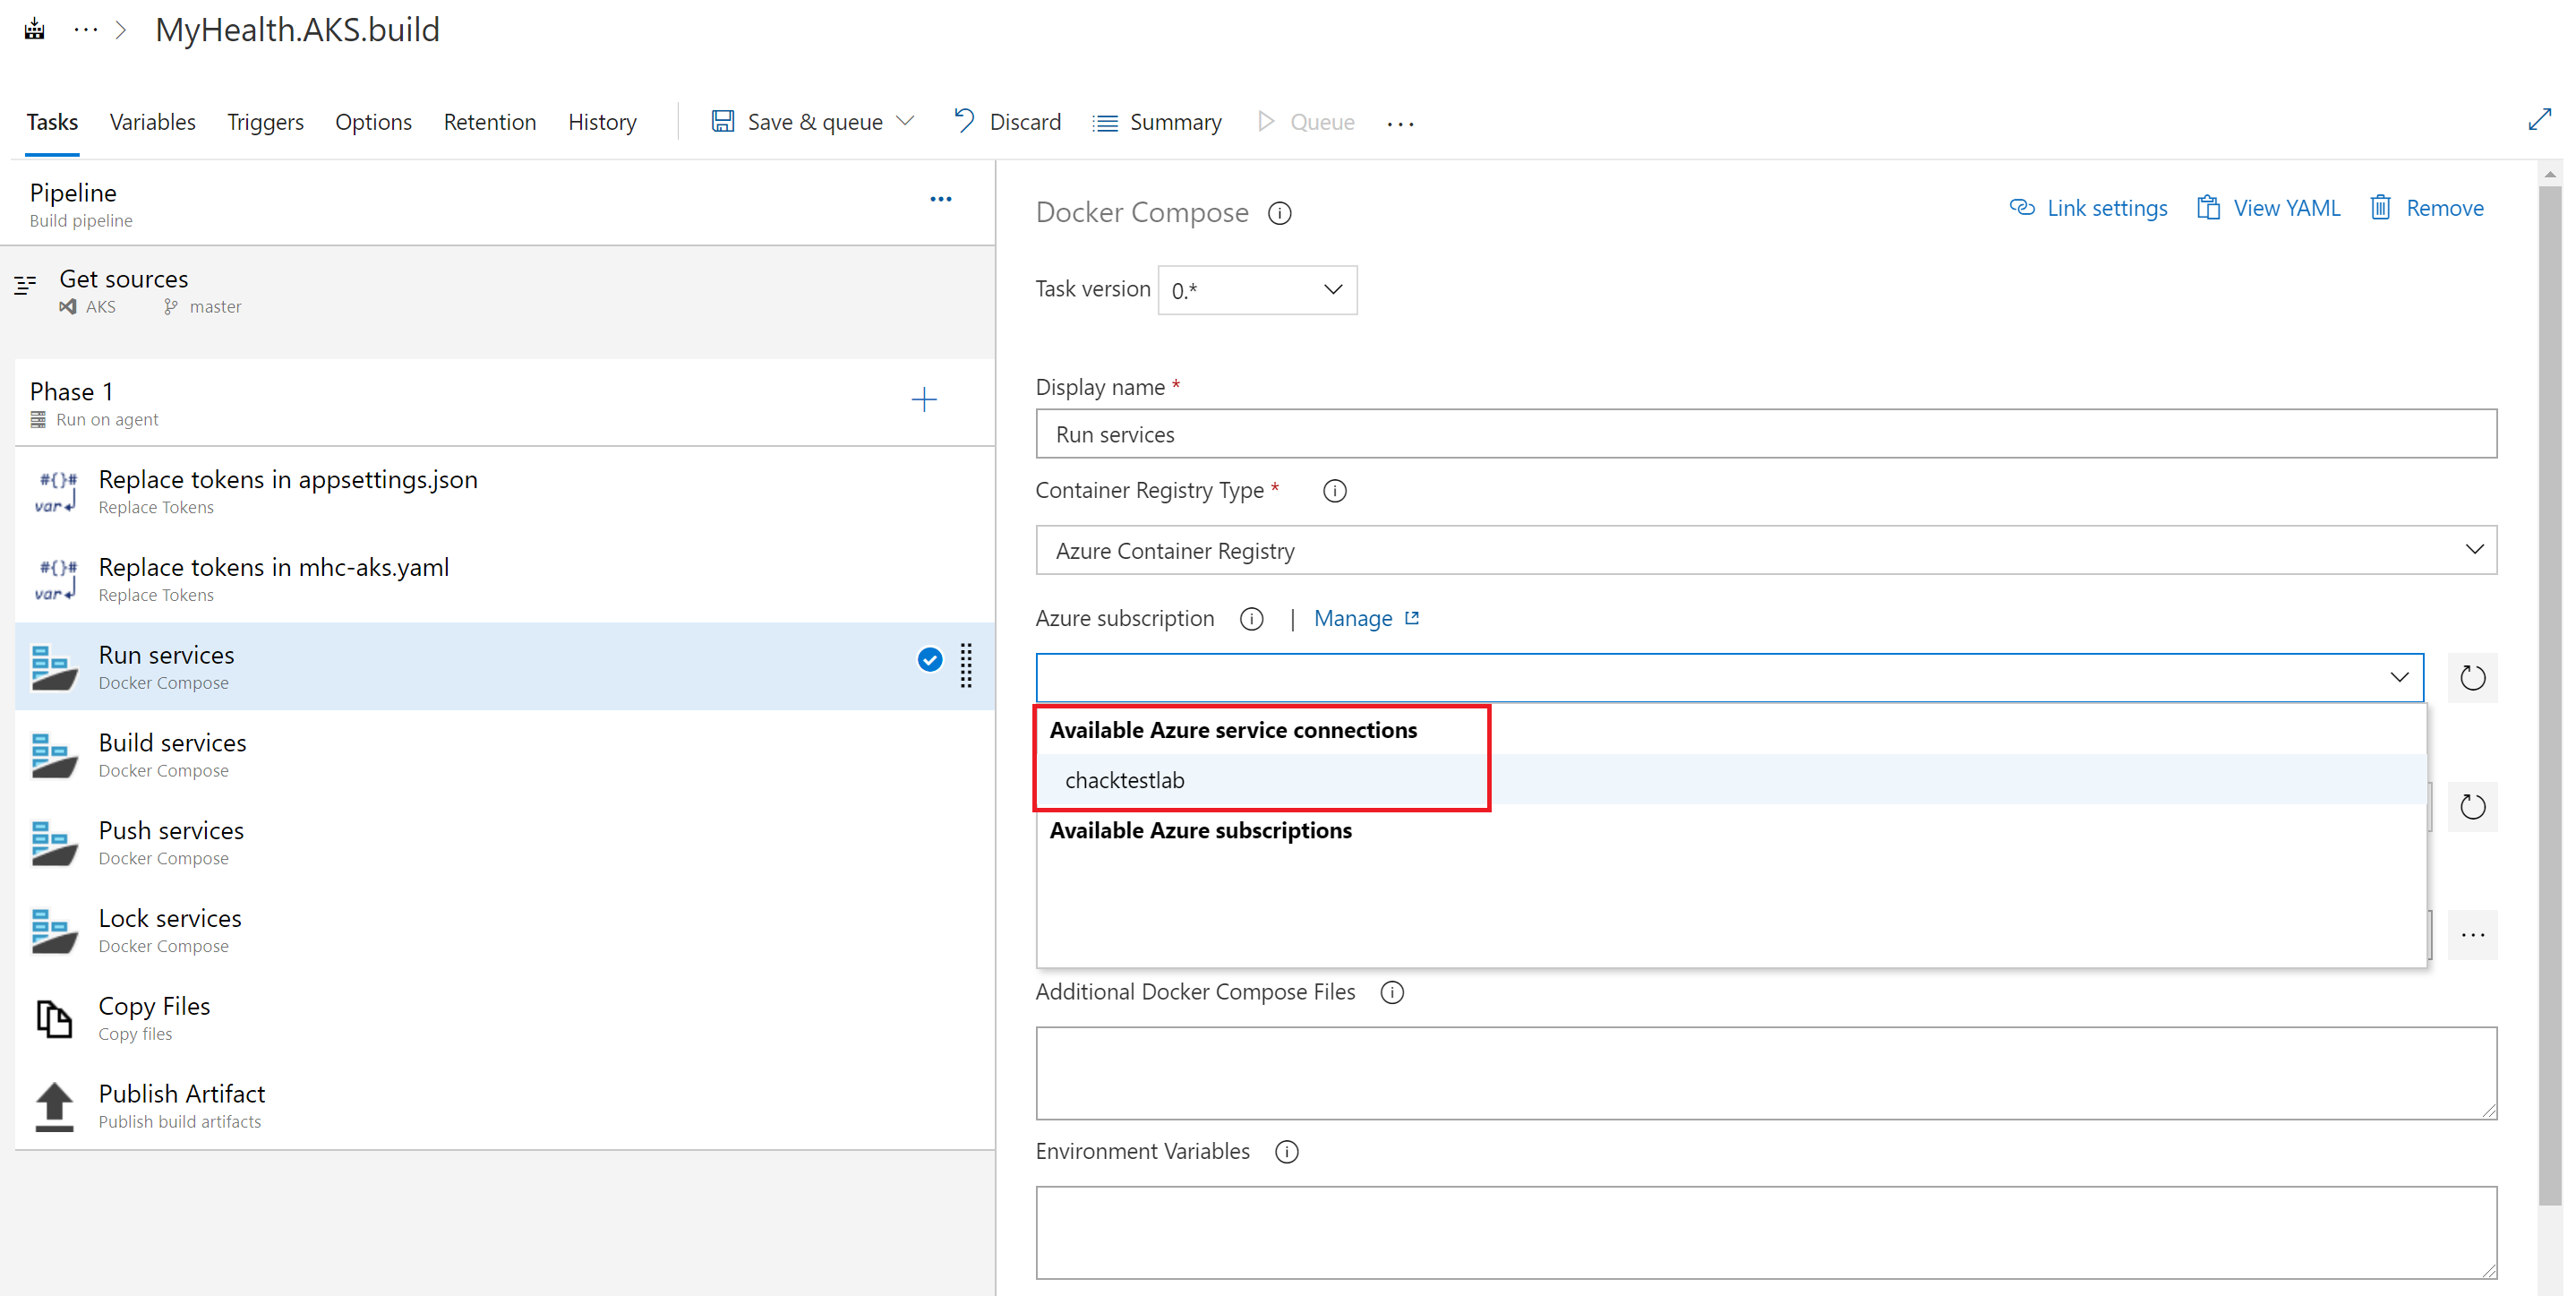 ··· > MyHealth.AKS.build
Tasks Variables Triggers Options Retention History Save & queue Discard Summary Queue ···
Pipeline ···
Build pipeline
Get sources
AKS master
Phase 1 +
Run on agent
#{}# Replace tokens in appsettings.json
var Replace Tokens
#{}# Replace tokens in mhc-aks.yaml
var Replace Tokens
Run services
Docker Compose
Build services
Docker Compose
Push services
Docker Compose
Lock services
Docker Compose
Copy Files
Copy files
Publish Artifact
Publish build artifacts
Docker Compose Link settings View YAML Remove
Task version 0.*
Display name *
Run services
Container Registry Type *
Azure Container Registry
Azure subscription | Manage
Available Azure service connections
chacktestlab
Available Azure subscriptions
···
Additional Docker Compose Files
Environment Variables